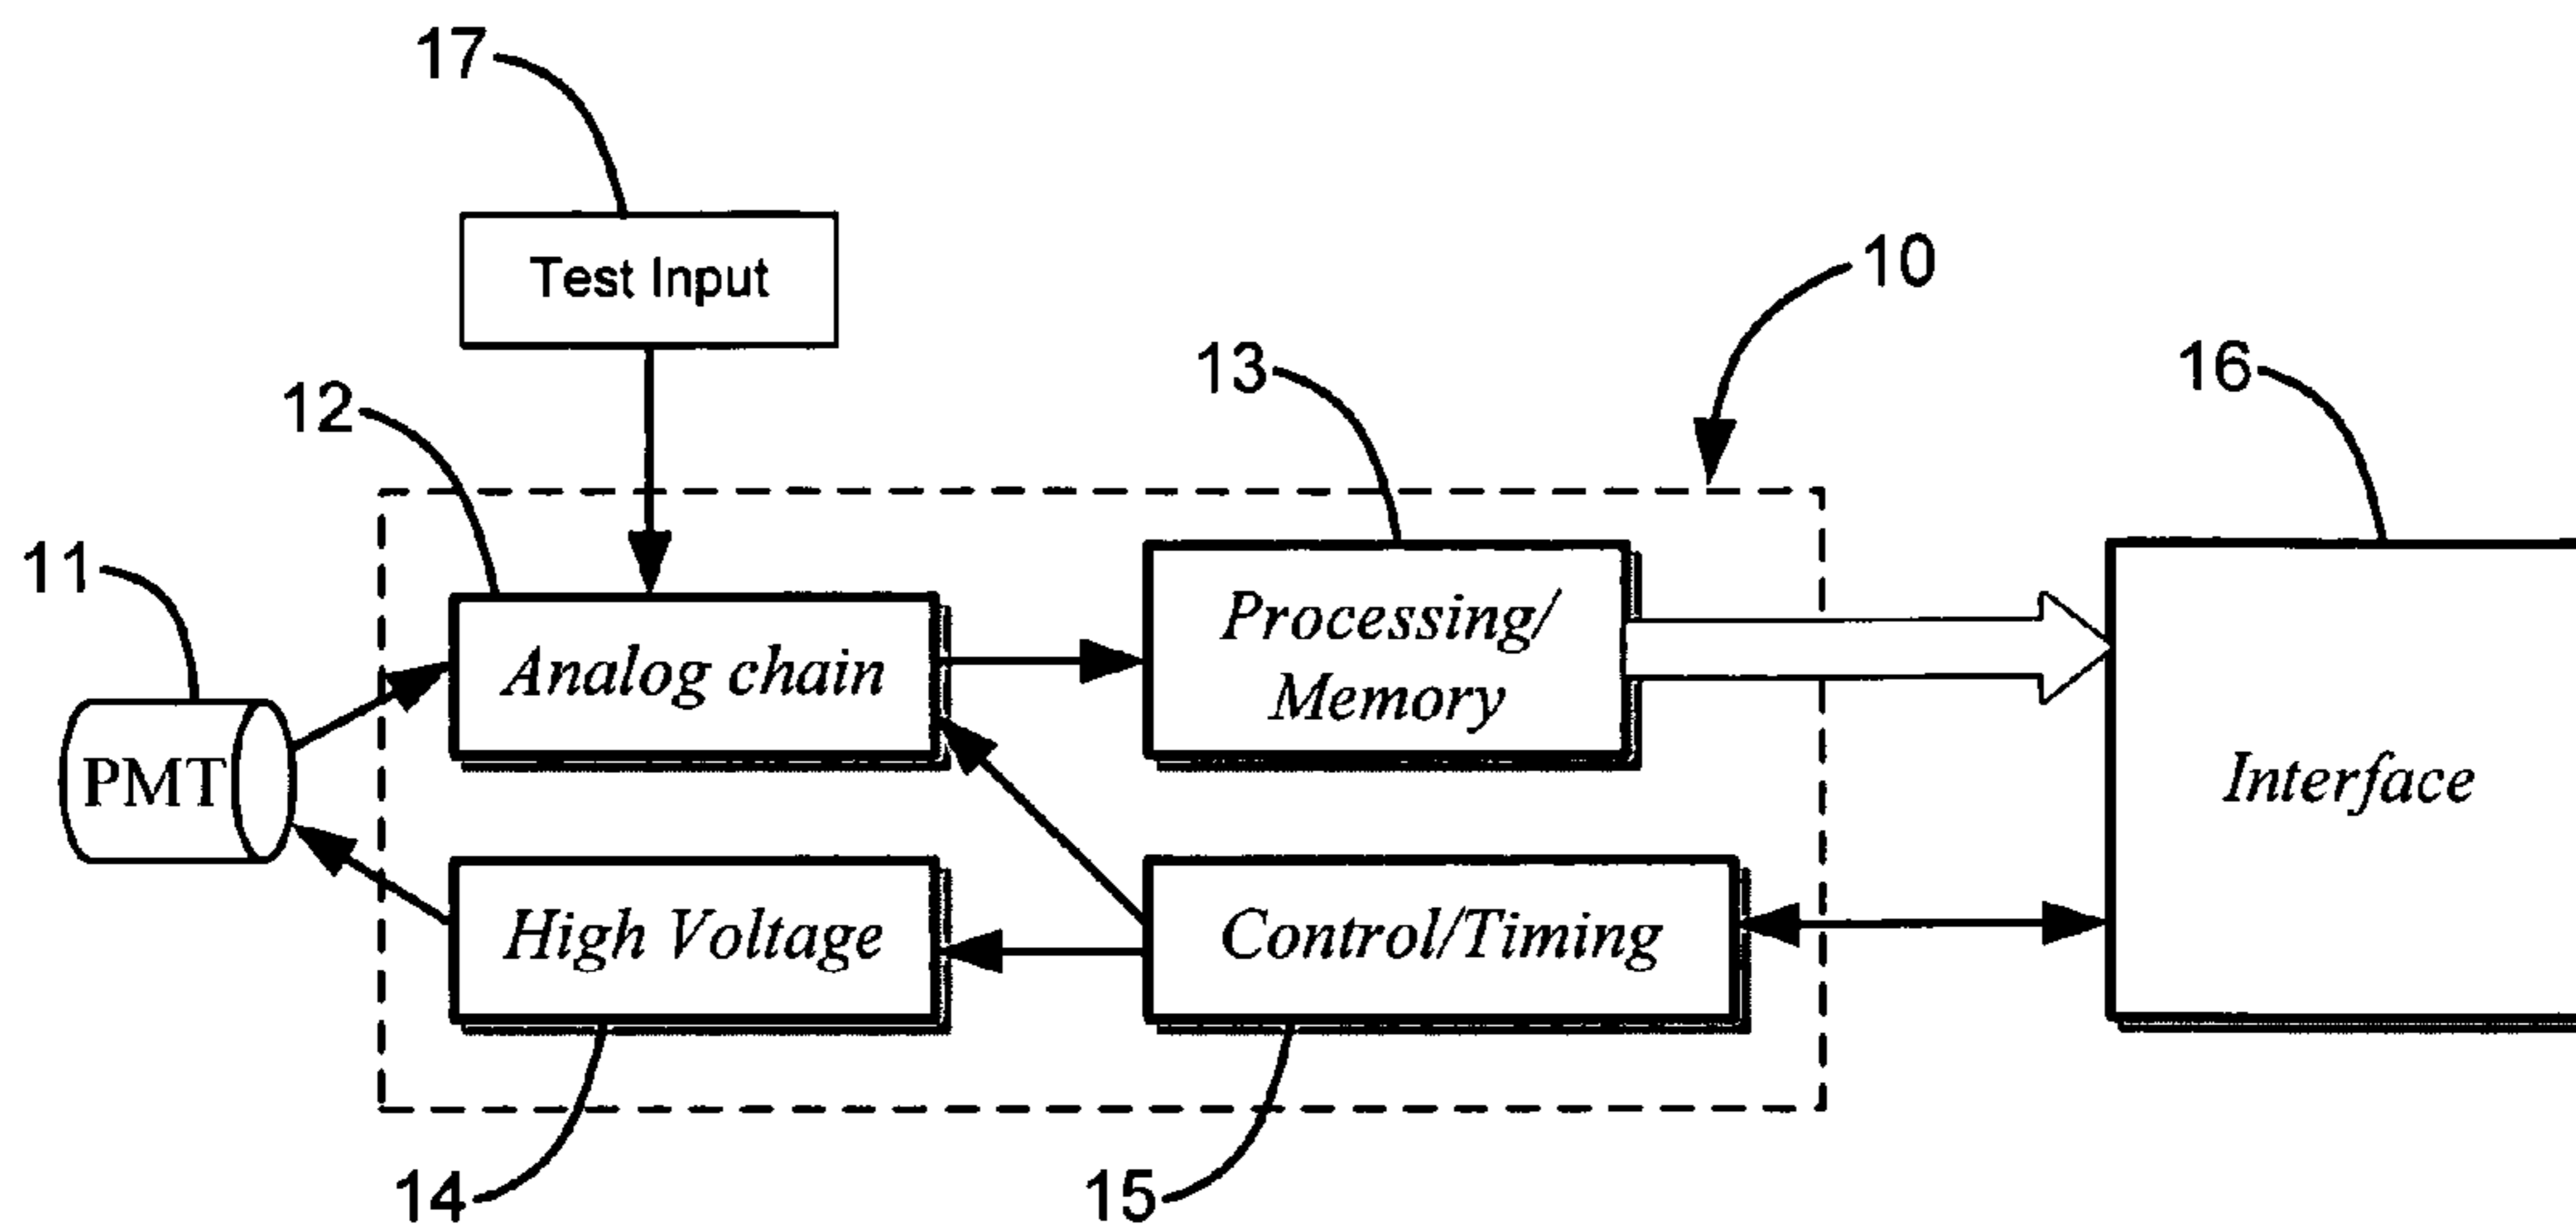 17
Test Input
10
13
16
12
11
Processing/
Memory
Analog chain
PMT
Interface
High Voltage
Control/Timing
14
15